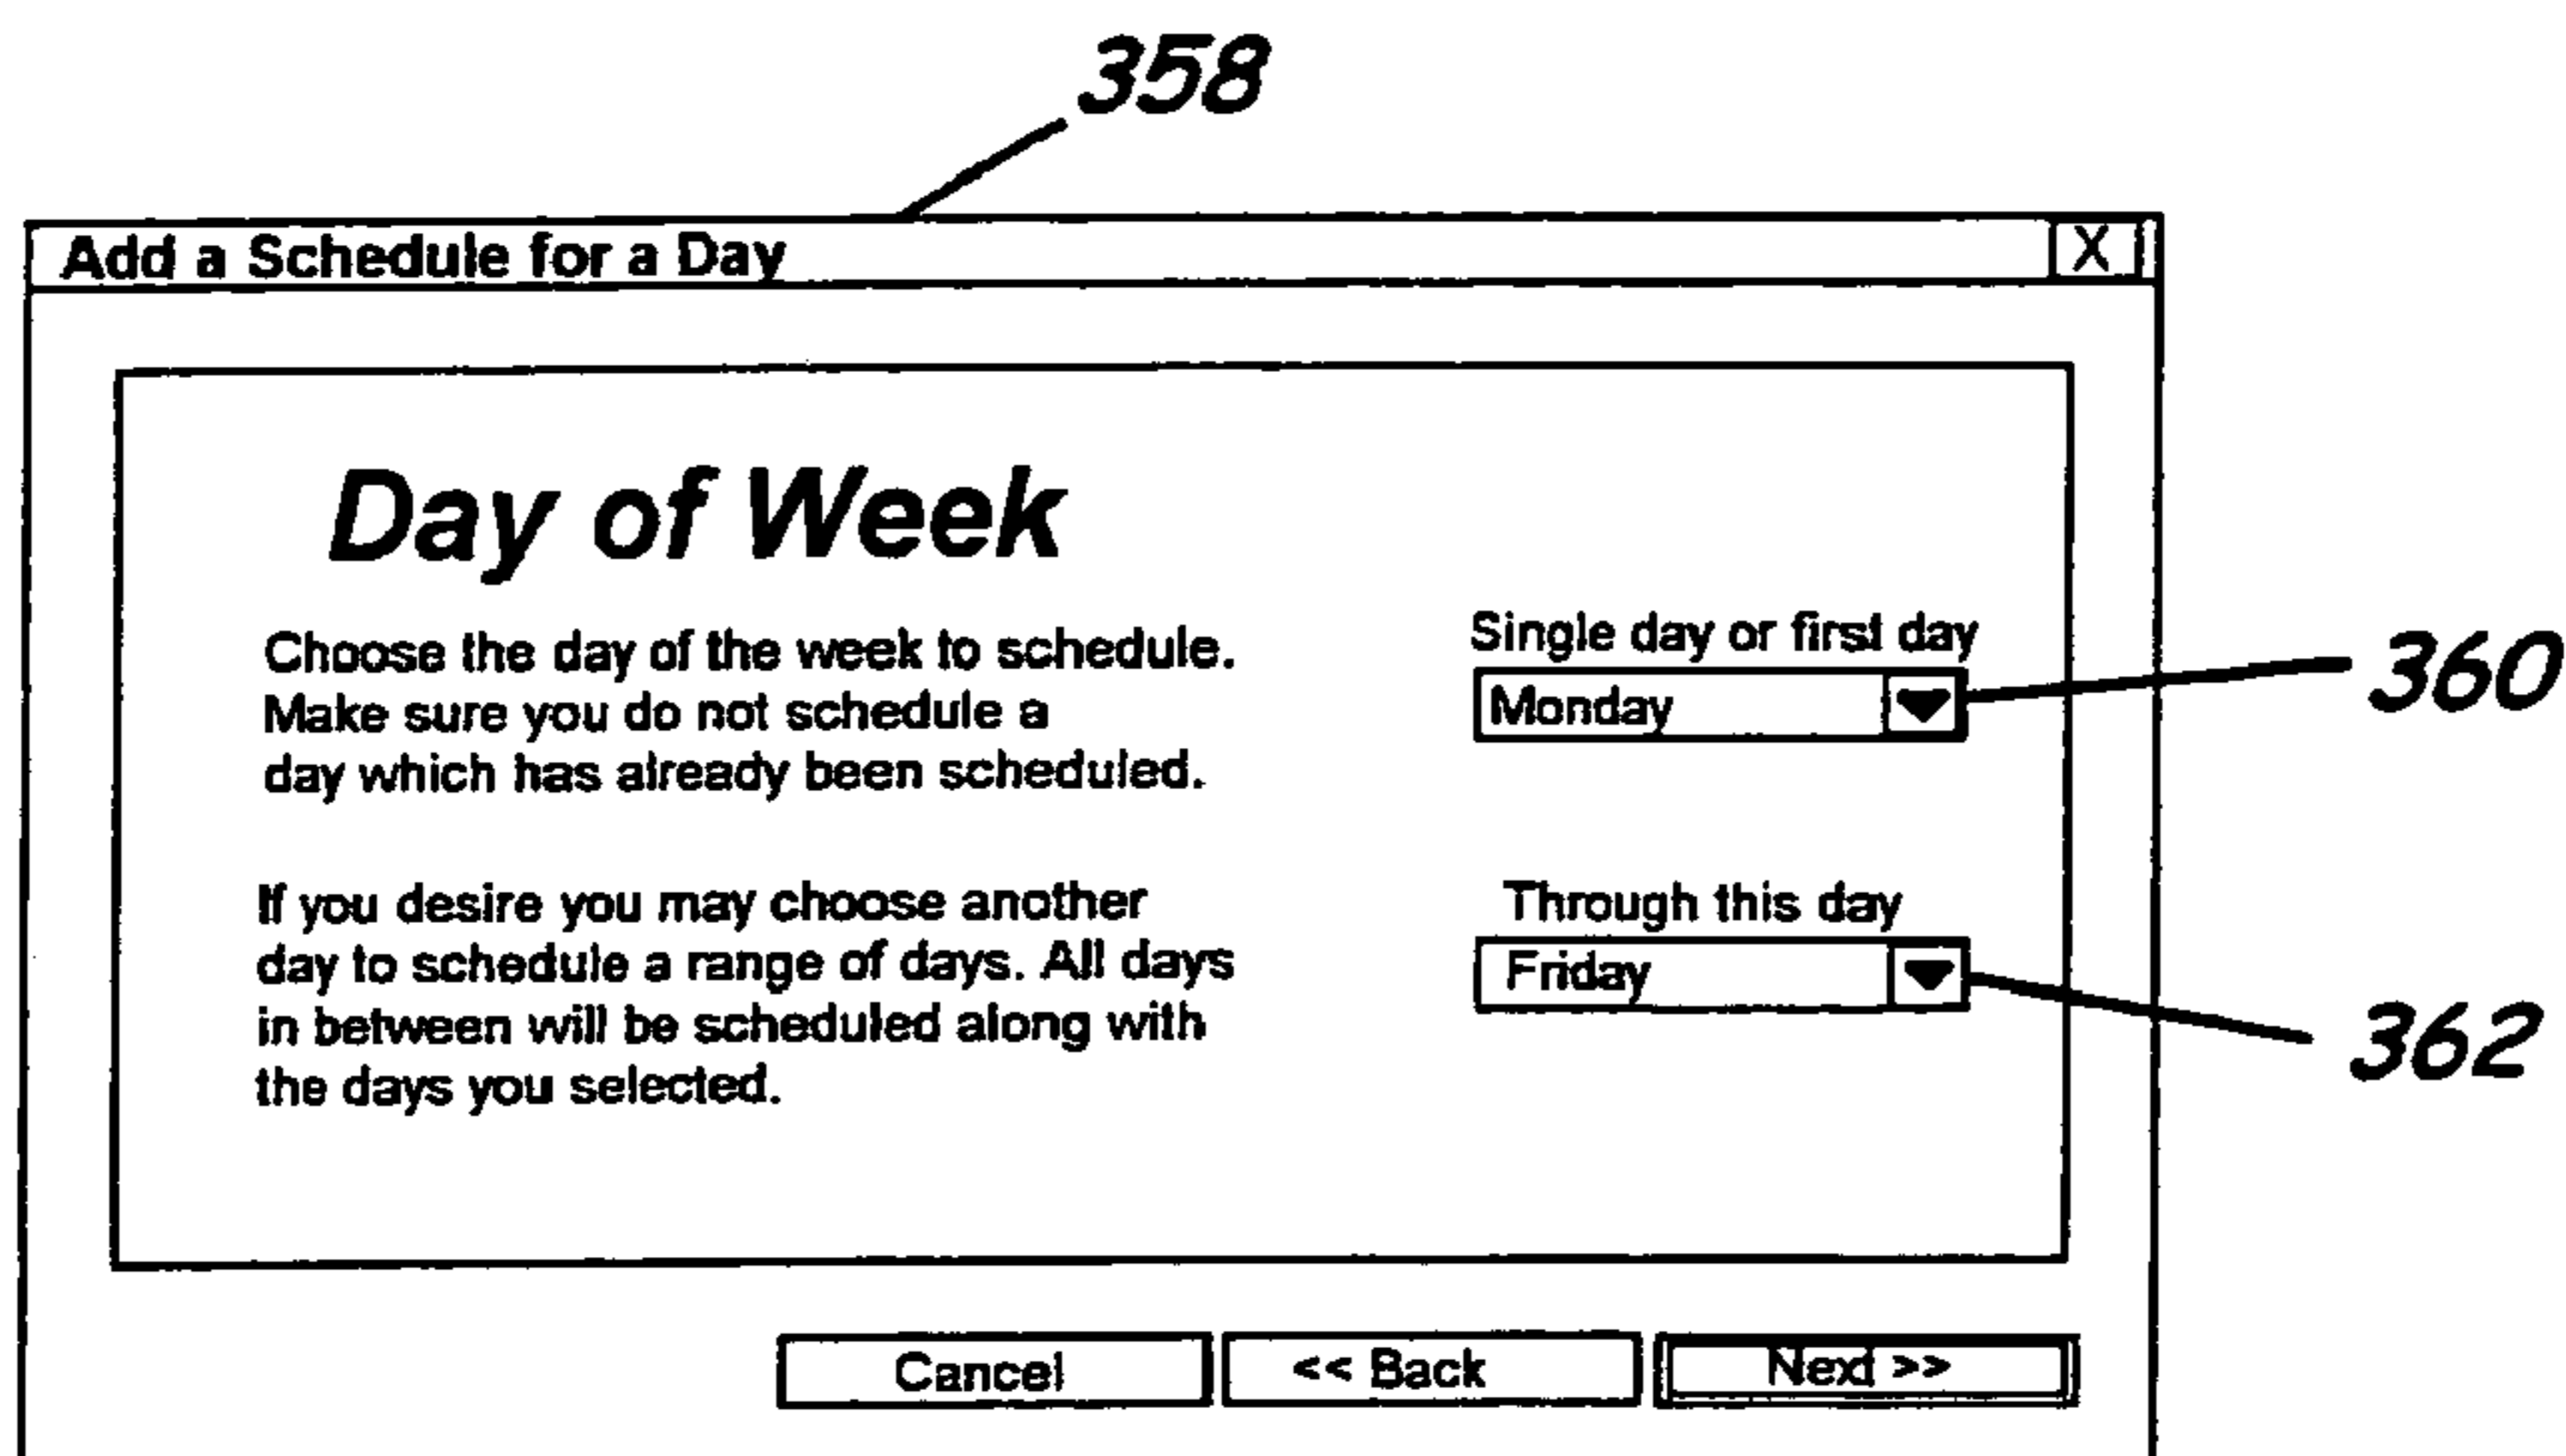 358
Add a Schedule for a Day X
Day of Week
Choose the day of the week to schedule.
Make sure you do not schedule a
day which has already been scheduled.
Single day or first day
Monday
360
If you desire you may choose another
day to schedule a range of days. All days
in between will be scheduled along with
the days you selected.
Through this day
Friday
362
Cancel << Back Next >>